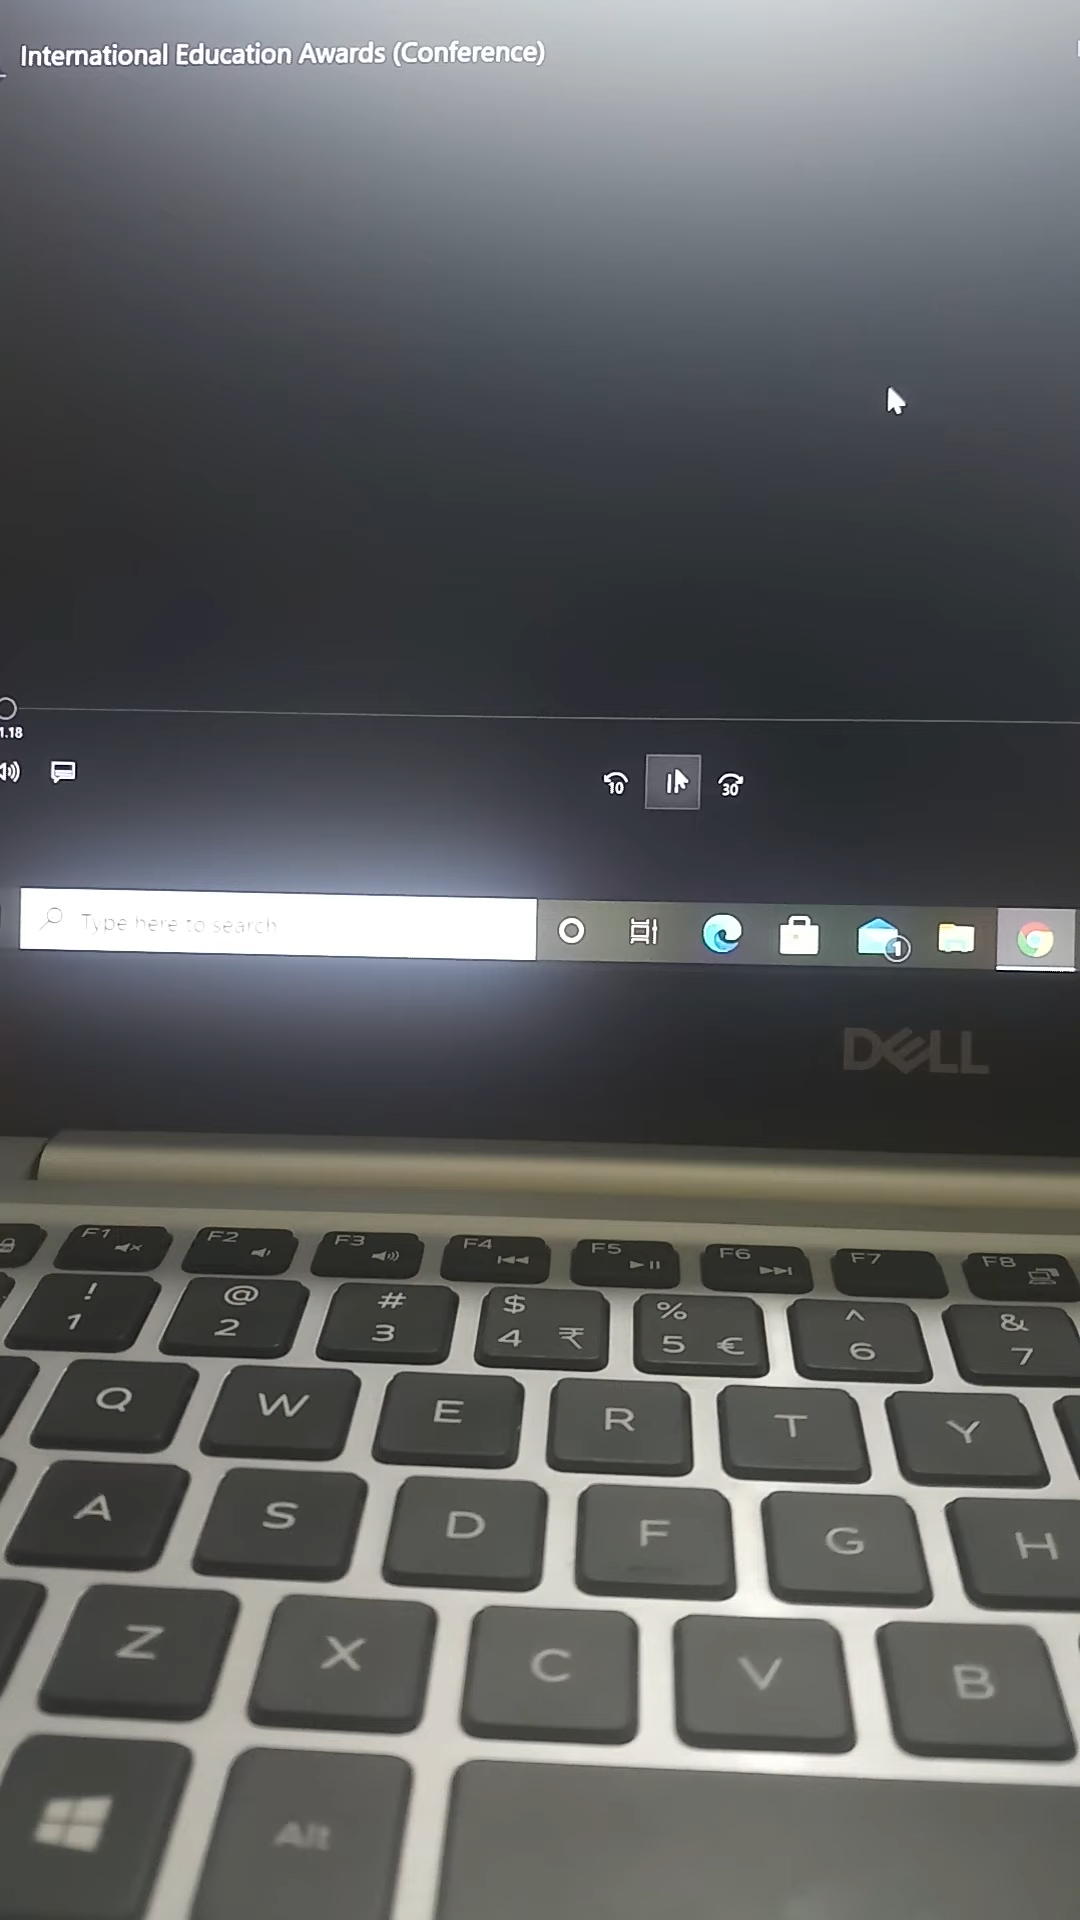 International Education Awards (Conference)
1.18
10
30
Type here to search
1
DELL
F1 F2 F3 F4 F5 F6 F7 F8
! @ # $ % ^ &
1 2 3 4 ₹ 5 € 6 7
Q W E R T Y
A S D F G H
Z X C V B
Alt